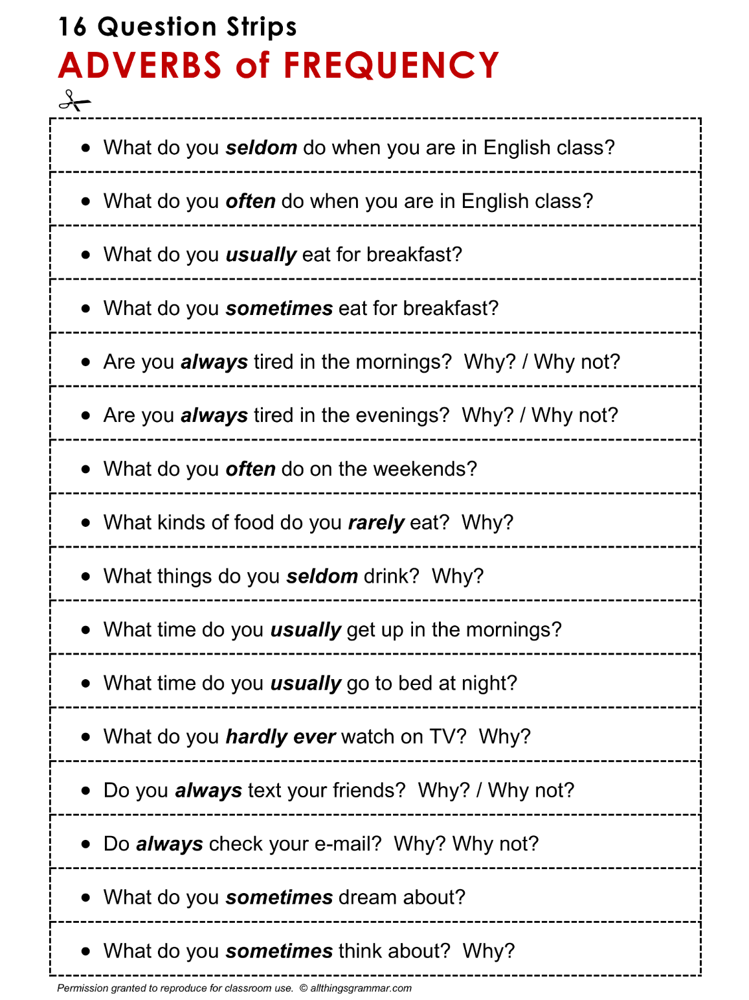 16 Question Strips
ADVERBS of FREQUENCY
• What do you seldom do when you are in English class?
• What do you often do when you are in English class?
• What do you usually eat for breakfast?
• What do you sometimes eat for breakfast?
• Are you always tired in the mornings?  Why? / Why not?
• Are you always tired in the evenings?  Why? / Why not?
• What do you often do on the weekends?
• What kinds of food do you rarely eat?  Why?
• What things do you seldom drink?  Why?
• What time do you usually get up in the mornings?
• What time do you usually go to bed at night?
• What do you hardly ever watch on TV?  Why?
• Do you always text your friends?  Why? / Why not?
• Do always check your e-mail?  Why? Why not?
• What do you sometimes dream about?
• What do you sometimes think about?  Why?
Permission granted to reproduce for classroom use.  © allthingsgrammar.com